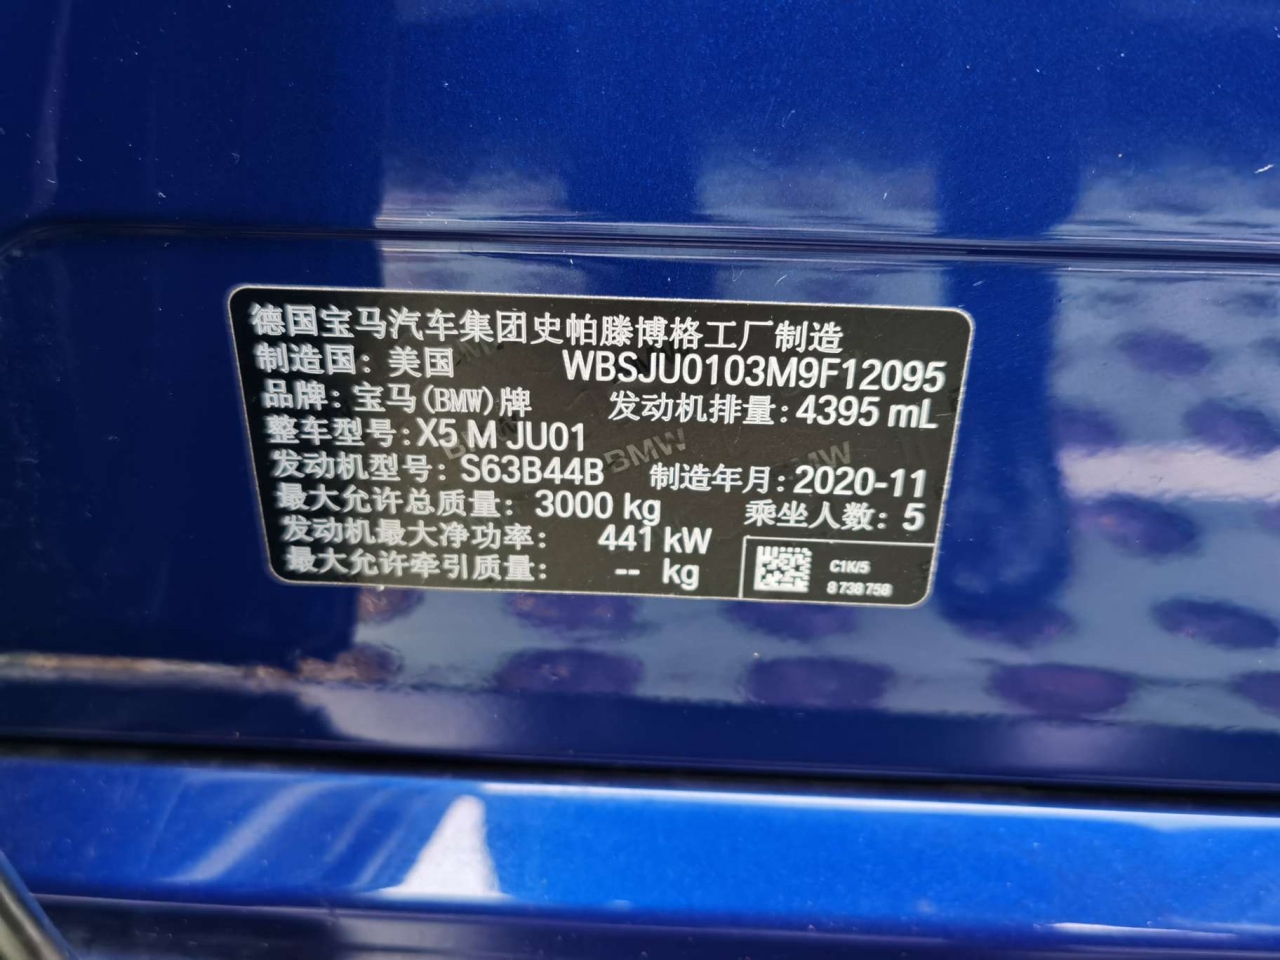 德国宝马汽车集团史帕滕博格工厂制造
制造国：美国 WBSJU0103M9F12095
品牌：宝马(BMW)牌 发动机排量：4395 mL
整车型号：X5 M JU01
发动机型号：S63B44B 制造年月：2020-11
最大允许总质量：3000 kg 乘坐人数：5
发动机最大净功率：441 kW
最大允许牵引质量：-- kg
C1K/5
8 738 758
BMW